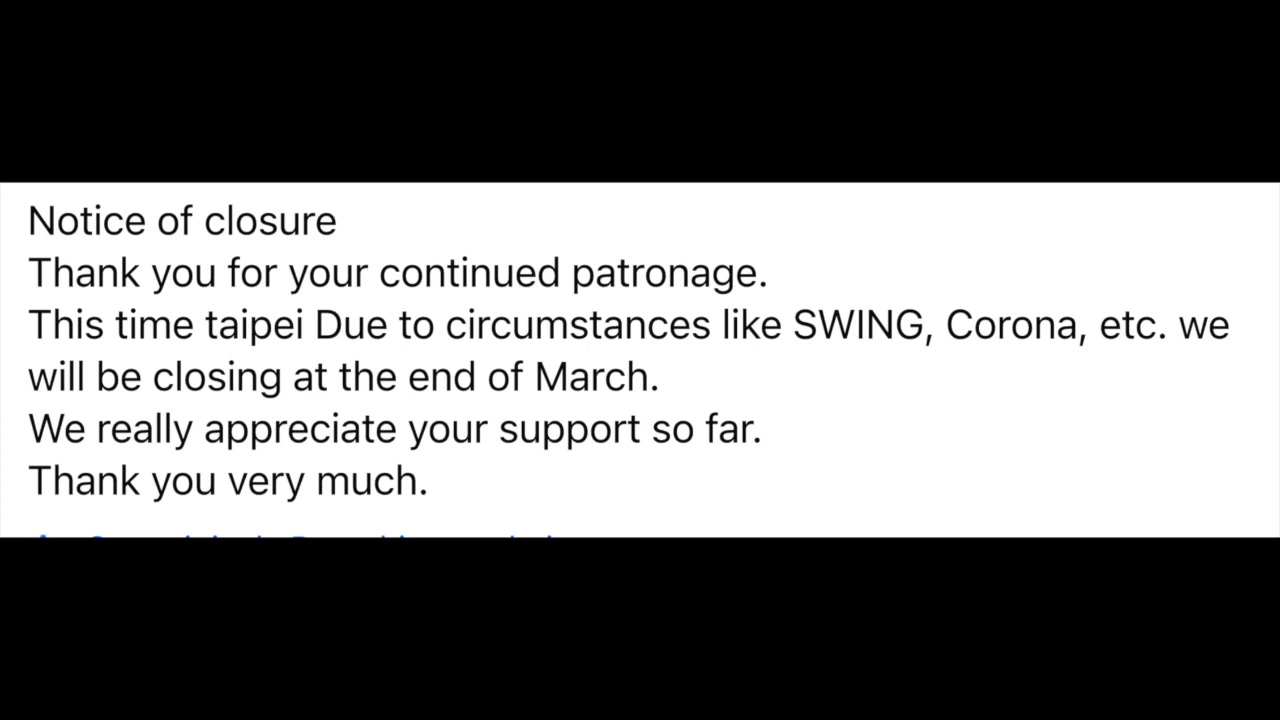 Notice of closure
Thank you for your continued patronage.
This time taipei Due to circumstances like SWING, Corona, etc. we
will be closing at the end of March.
We really appreciate your support so far.
Thank you very much.